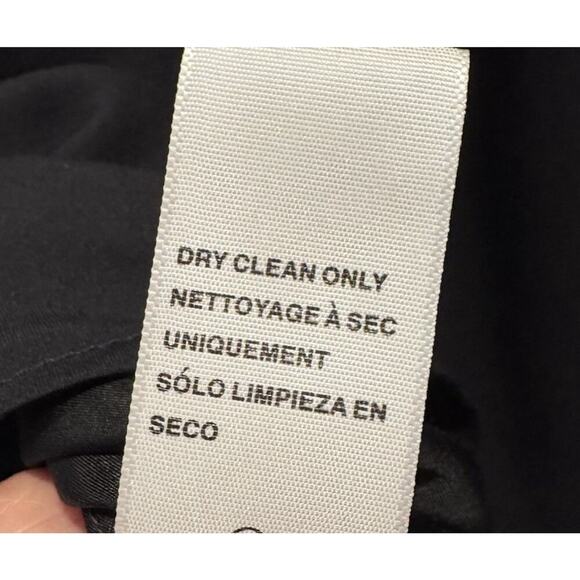 DRY CLEAN ONLY
NETTOYAGE À SEC
UNIQUEMENT
SÓLO LIMPIEZA EN
SECO